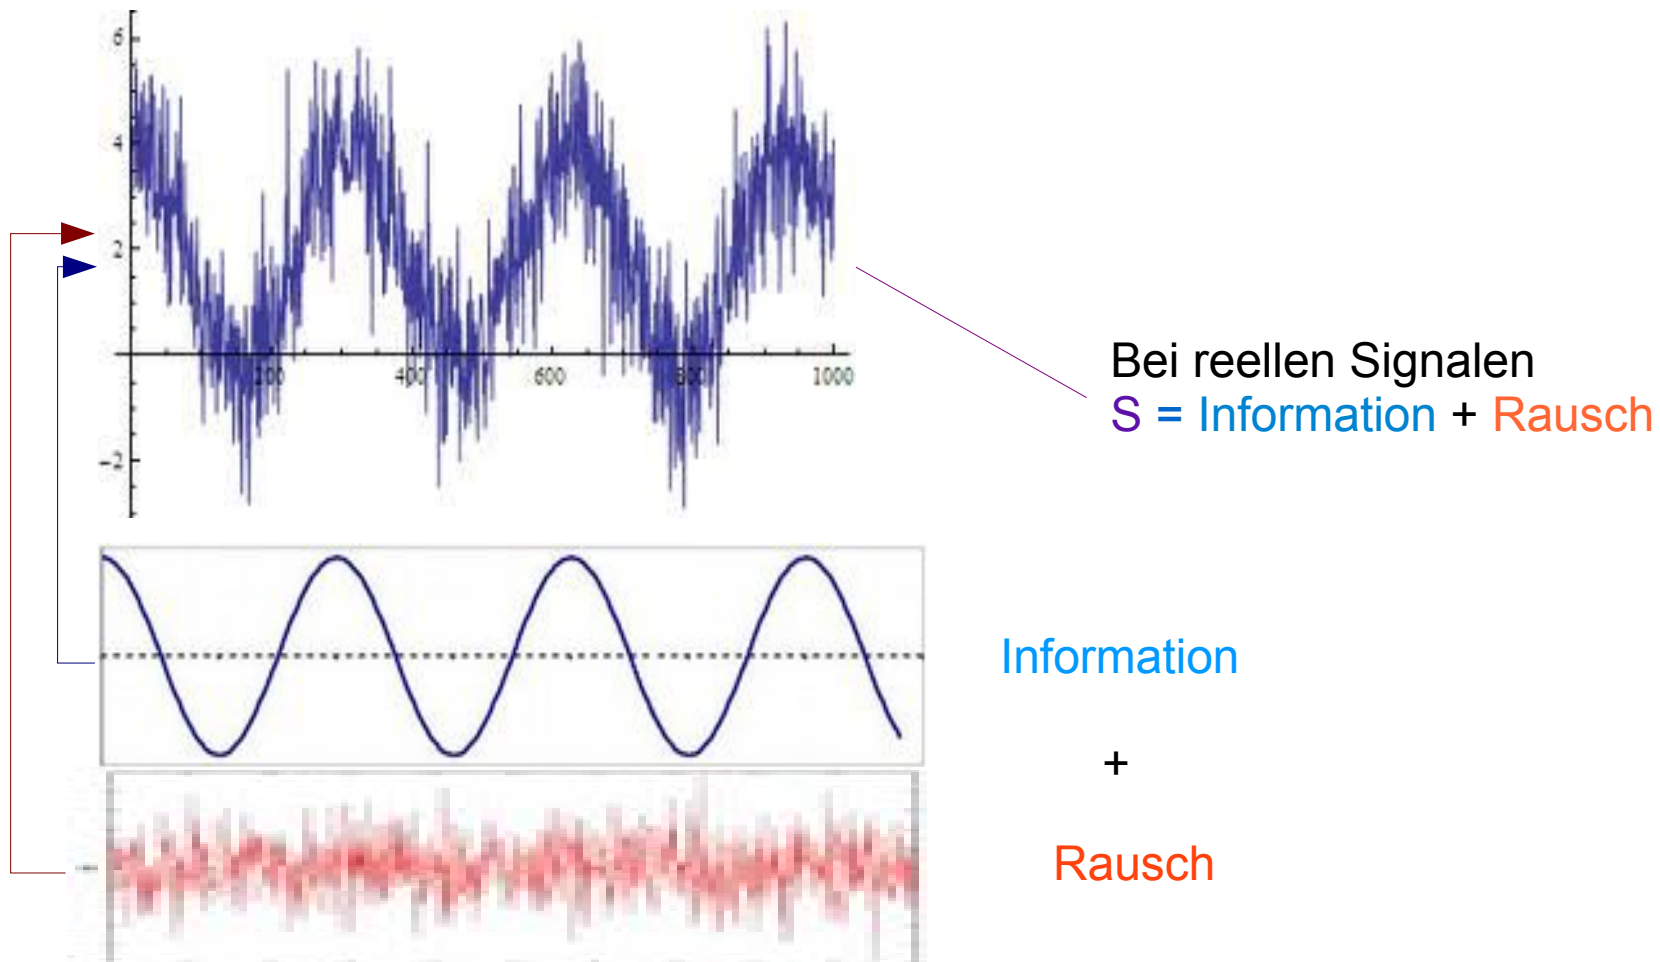 6
4
2
-2
200
400
600
800
1000
Bei reellen Signalen
S = Information + Rausch
Information
+
Rausch